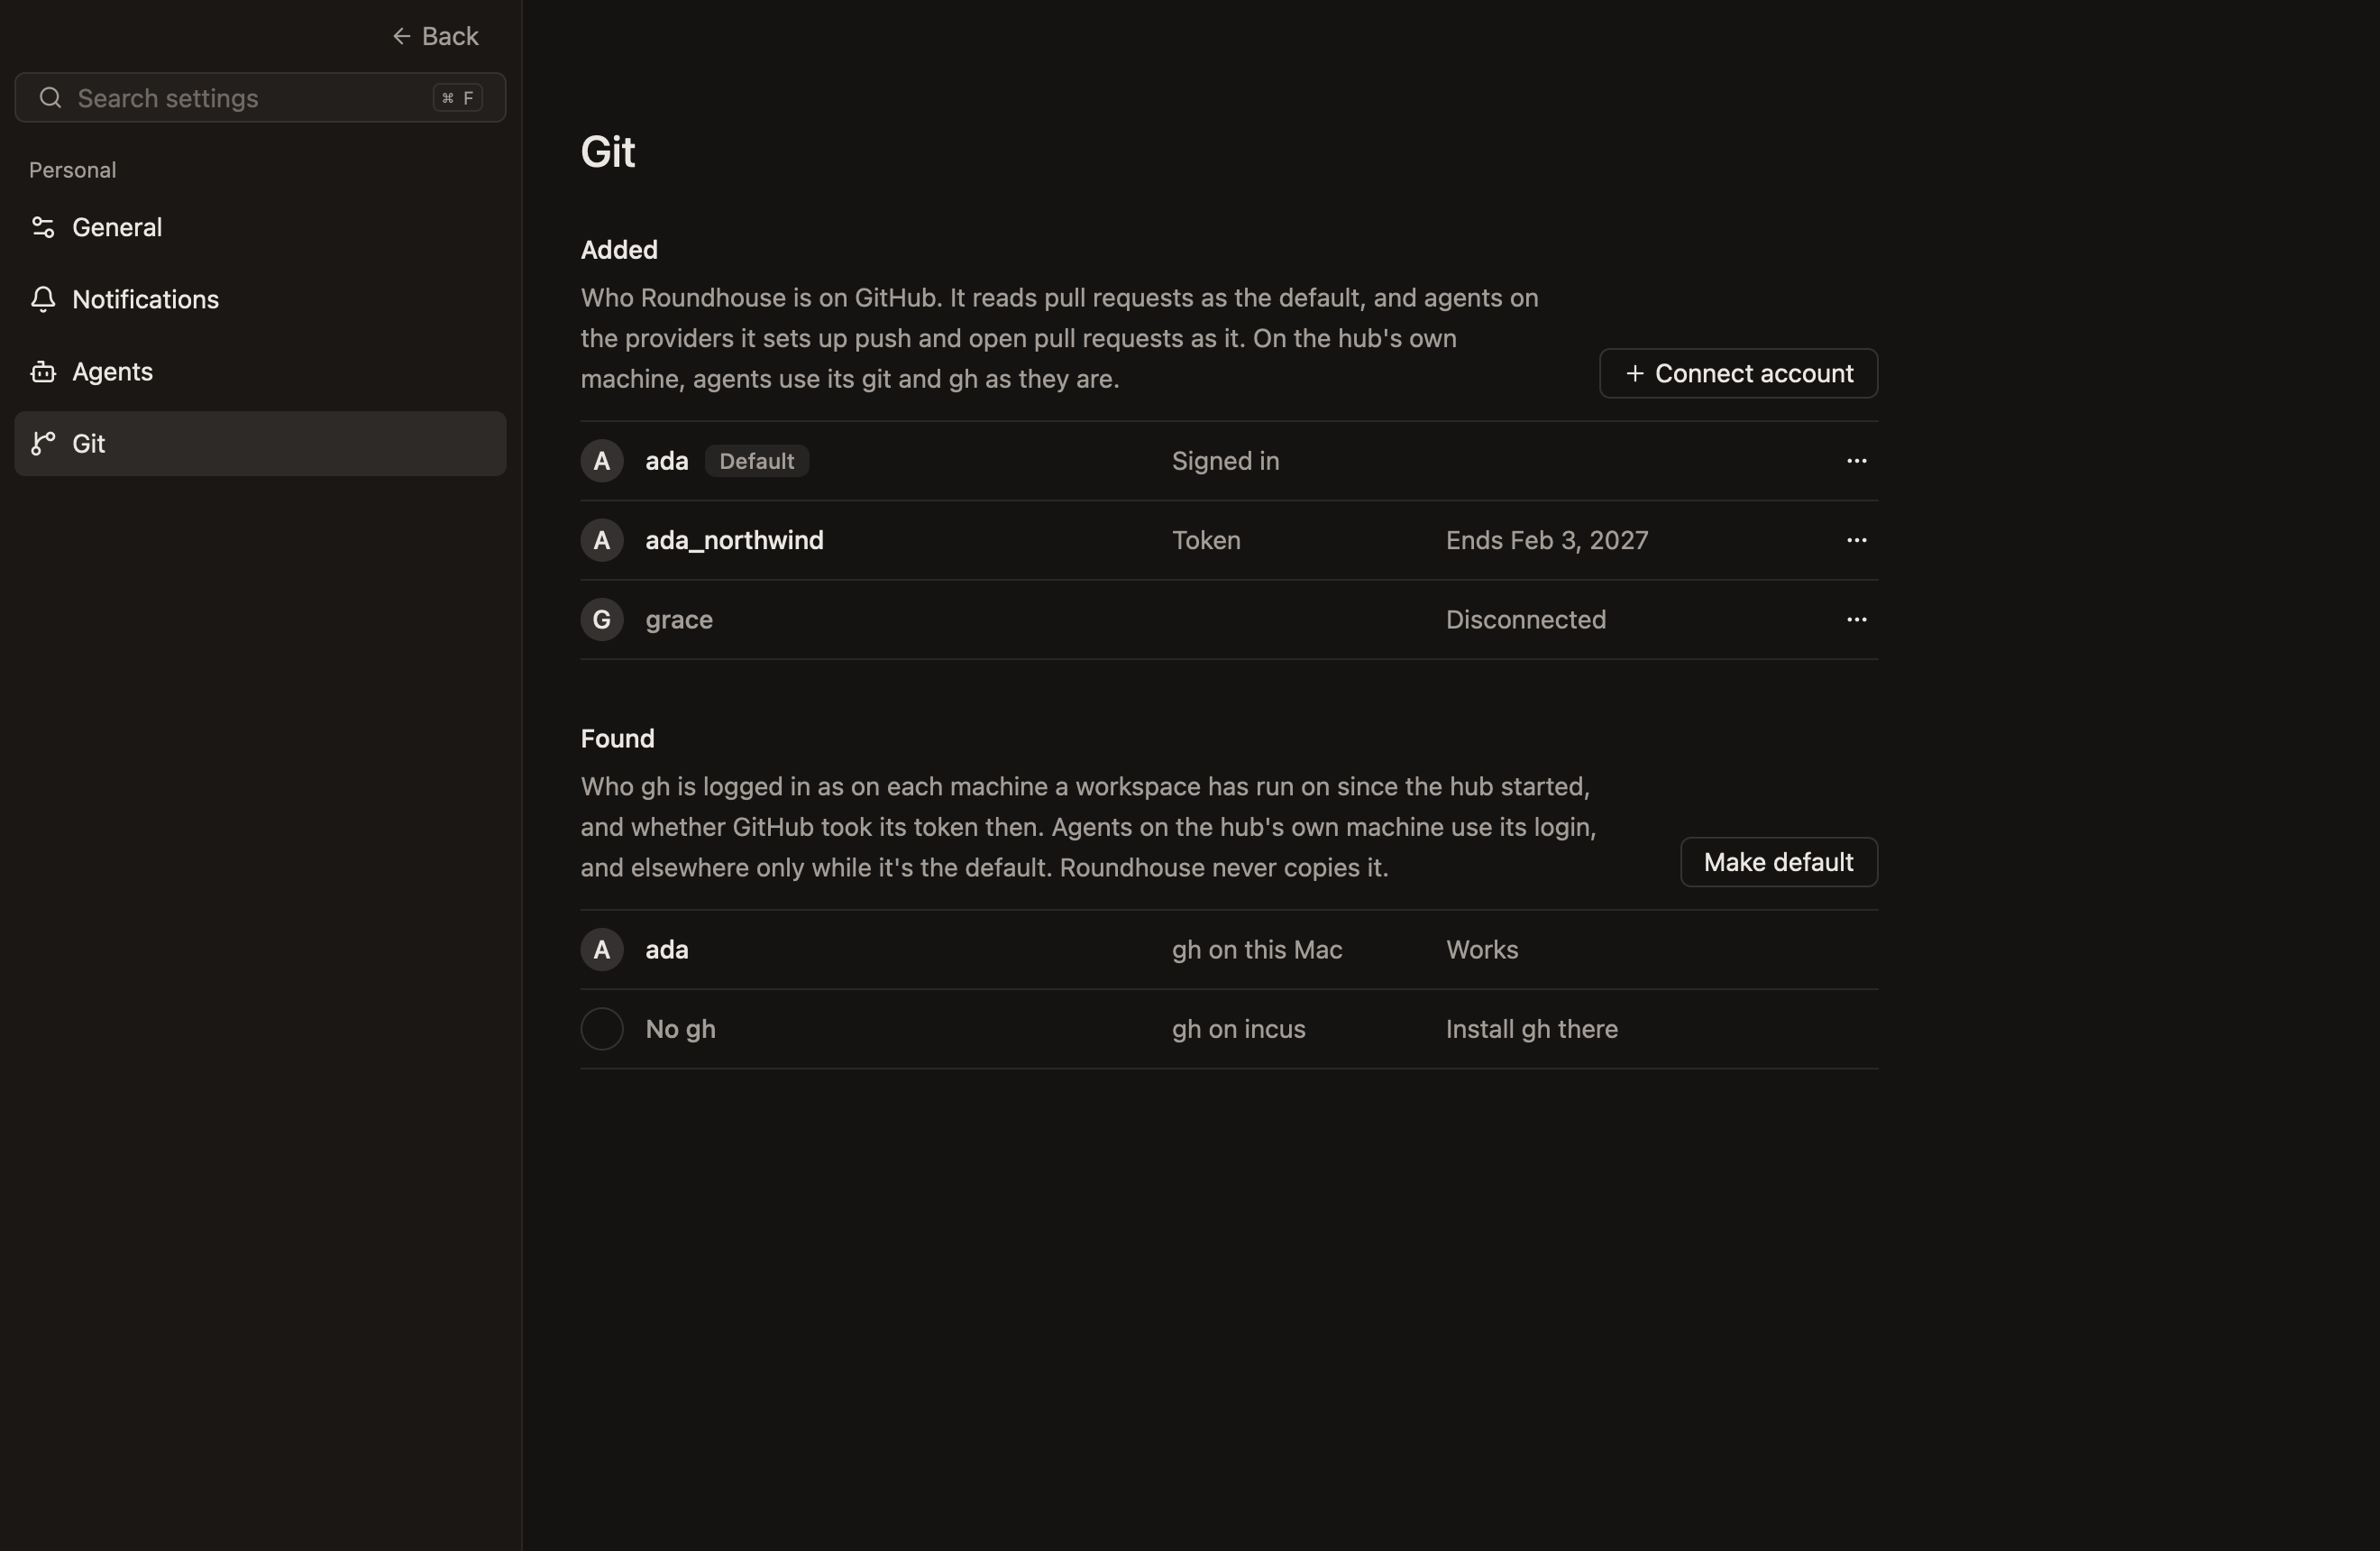 Back
Search settings
⌘ F
Personal
General
Notifications
Agents
Git
Git
Added
Who Roundhouse is on GitHub. It reads pull requests as the default, and agents on
the providers it sets up push and open pull requests as it. On the hub's own
machine, agents use its git and gh as they are.
+ Connect account
A ada Default Signed in ...
A ada_northwind Token Ends Feb 3, 2027 ...
G grace Disconnected ...
Found
Who gh is logged in as on each machine a workspace has run on since the hub started,
and whether GitHub took its token then. Agents on the hub's own machine use its login,
and elsewhere only while it's the default. Roundhouse never copies it.
Make default
A ada gh on this Mac Works
No gh gh on incus Install gh there